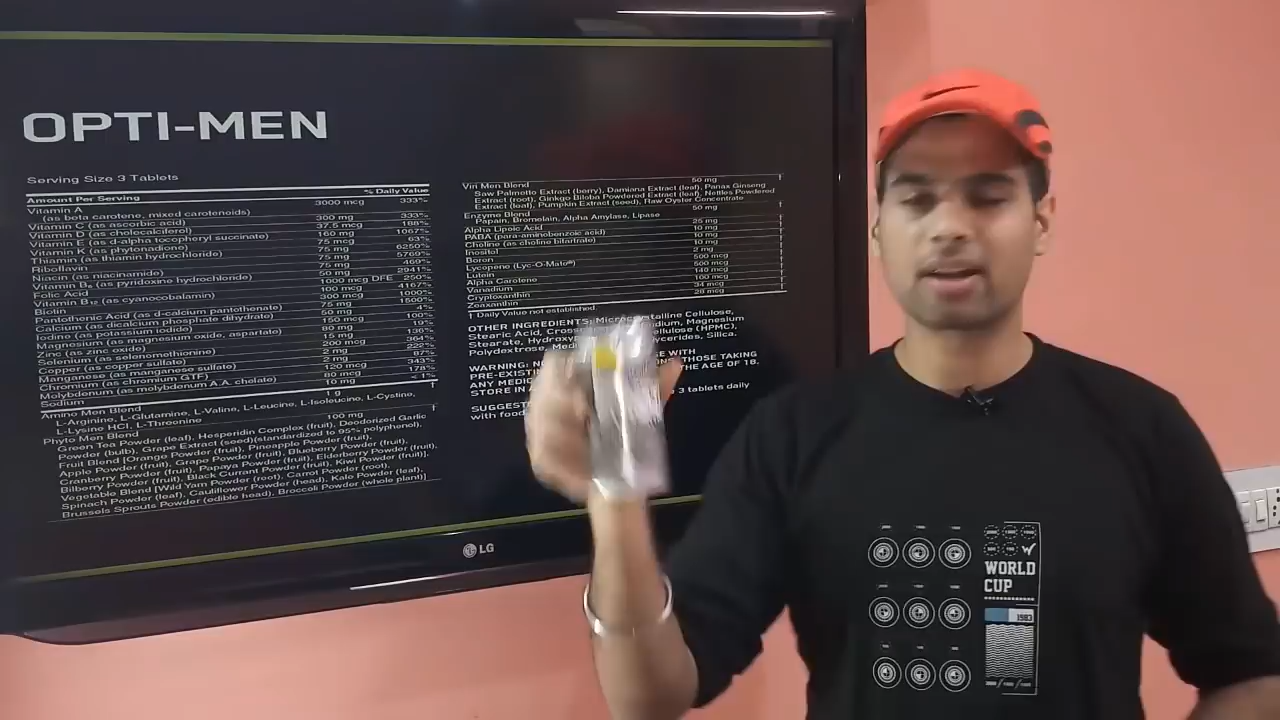 OPTI-MEN
Serving Size 3 Tablets
Amount Per Serving % Daily Value
Vitamin A 3000 mcg 333%
(as beta carotene, mixed carotenoids)
Vitamin C (as ascorbic acid) 300 mg 333%
Vitamin D (as cholecalciferol) 37.5 mcg 188%
Vitamin E (as d-alpha tocopheryl succinate) 160 mg 1067%
Vitamin K (as phytonadione) 75 mcg 63%
Thiamin (as thiamin hydrochloride) 75 mg 6250%
Riboflavin 75 mg 5769%
Niacin (as niacinamide) 75 mg 469%
Vitamin B6 (as pyridoxine hydrochloride) 50 mg 2941%
Folic Acid 1000 mcg DFE 250%
Vitamin B12 (as cyanocobalamin) 100 mcg 4167%
Biotin 300 mcg 1000%
Pantothenic Acid (as d-calcium pantothenate) 75 mg 1500%
Calcium (as dicalcium phosphate dihydrate) 50 mg 4%
Iodine (as potassium iodide) 150 mcg 100%
Magnesium (as magnesium oxide, aspartate) 80 mg 19%
Zinc (as zinc oxide) 15 mg 136%
Selenium (as selenomethionine) 200 mcg 364%
Copper (as copper sulfate) 2 mg 222%
Manganese (as manganese sulfate) 2 mg 87%
Chromium (as chromium GTF) 120 mcg 343%
Molybdenum (as molybdenum A.A. chelate) 80 mcg 178%
Sodium 10 mg < 1%
Amino Men Blend 1 g †
L-Arginine, L-Glutamine, L-Valine, L-Leucine, L-Isoleucine, L-Cystine,
L-Lysine HCl, L-Threonine
Phyto Men Blend 100 mg †
Green Tea Powder (leaf), Hesperidin Complex (fruit), Deodorized Garlic
Powder (bulb), Grape Extract (seed)(standardized to 95% polyphenol),
Fruit Blend [Orange Powder (fruit), Pineapple Powder (fruit),
Apple Powder (fruit), Grape Powder (fruit), Blueberry Powder (fruit),
Cranberry Powder (fruit), Papaya Powder (fruit), Elderberry Powder (fruit),
Bilberry Powder (fruit), Black Currant Powder (fruit), Kiwi Powder (fruit)],
Vegetable Blend [Wild Yam Powder (root), Carrot Powder (root),
Spinach Powder (leaf), Cauliflower Powder (head), Kale Powder (leaf),
Brussels Sprouts Powder (edible head), Broccoli Powder (whole plant)]
Viri Men Blend 50 mg †
Saw Palmetto Extract (berry), Damiana Extract (leaf), Panax Ginseng
Extract (root), Ginkgo Biloba Powdered Extract (leaf), Nettles Powdered
Extract (leaf), Pumpkin Extract (seed), Raw Oyster Concentrate
Enzyme Blend 50 mg †
Papain, Bromelain, Alpha Amylase, Lipase
Alpha Lipoic Acid 25 mg
PABA (para-aminobenzoic acid) 10 mg
Choline (as choline bitartrate) 10 mg
Inositol 10 mg
Boron 2 mg
Lycopene (Lyc-O-Mato®) 500 mcg
Lutein 500 mcg
Alpha Carotene 140 mcg
Vanadium 100 mcg
Cryptoxanthin 34 mcg
Zeaxanthin 28 mcg
† Daily Value not established.
OTHER INGREDIENTS: Microcrystalline Cellulose,
Stearic Acid, Magnesium
Stearate, (HPMC),
Polydextrose, Silica.
WARNING: WITH
THOSE TAKING
ANY THE AGE OF 18.
STORE IN
3 tablets daily
with food
LG
WORLD
CUP
1983